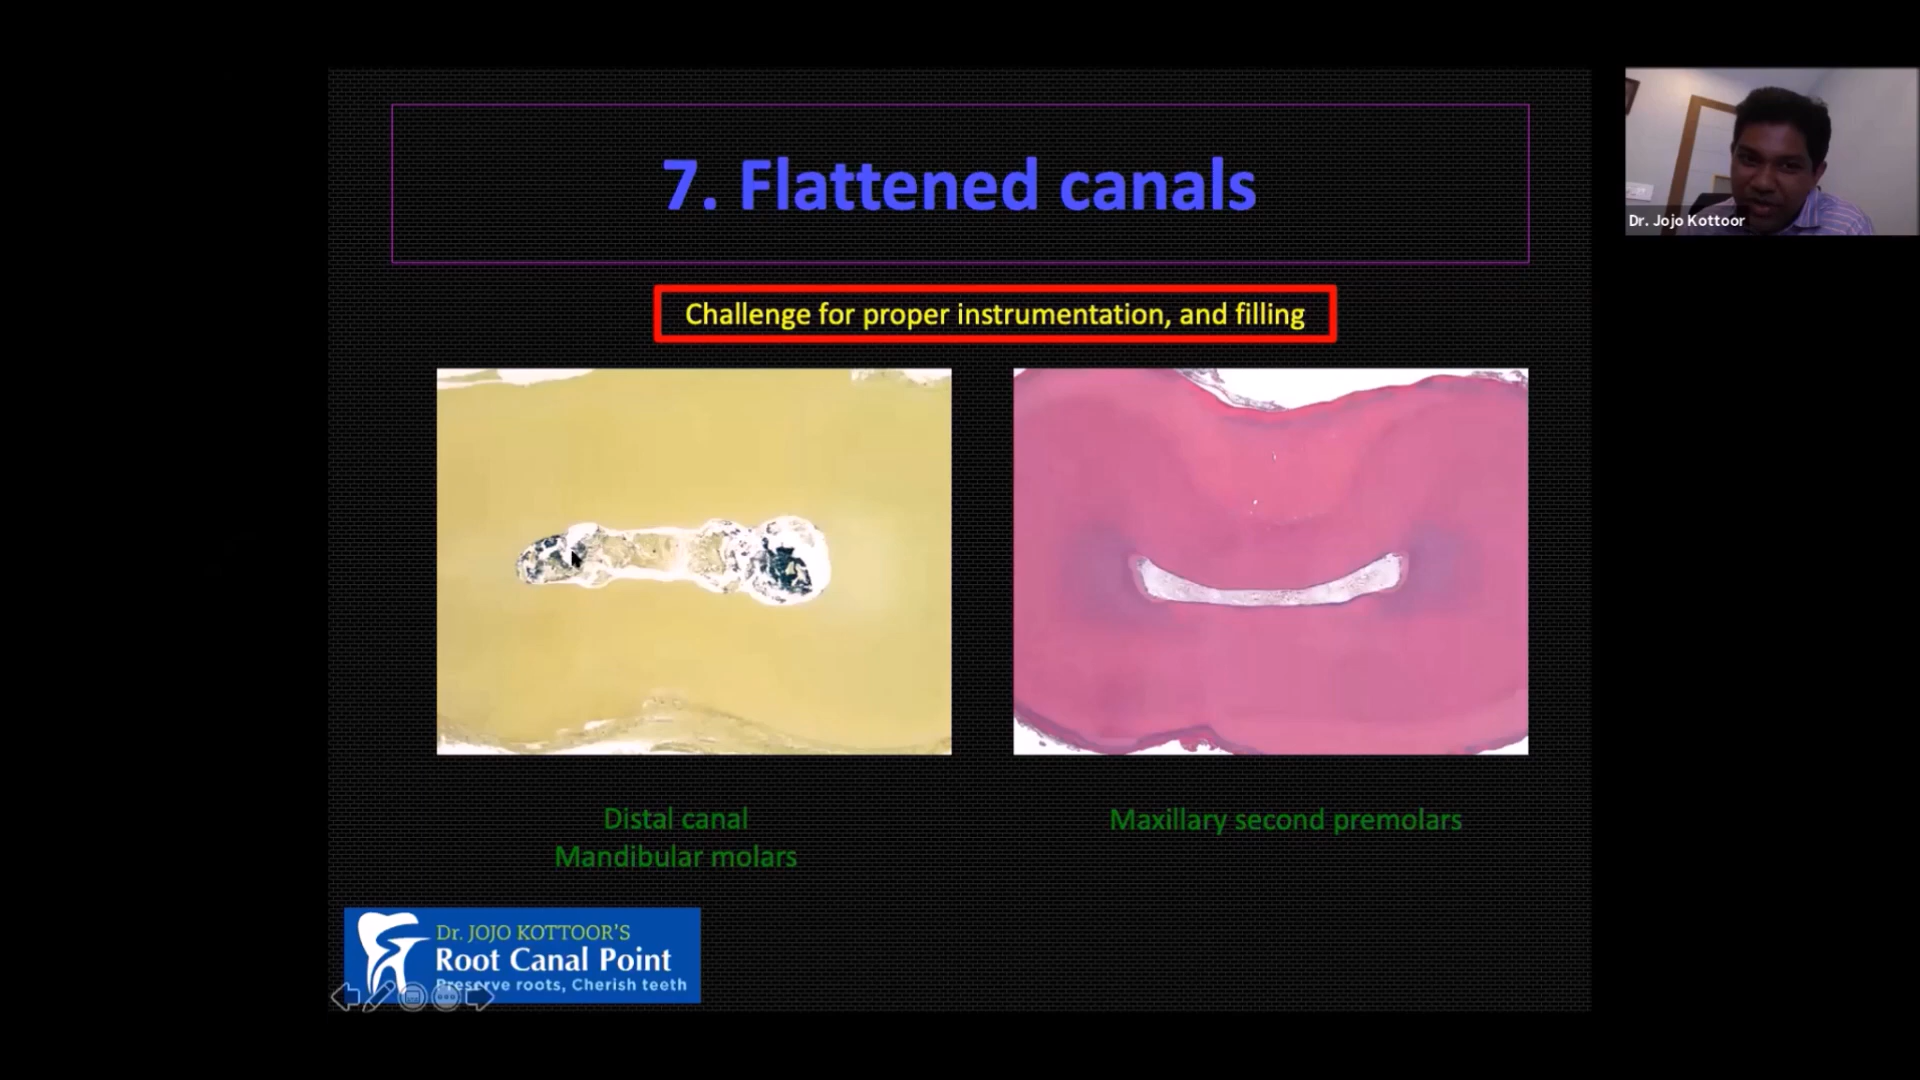 7. Flattened canals
Dr. Jojo Kottoor
Challenge for proper instrumentation, and filling
Distal canal
Mandibular molars
Maxillary second premolars
Dr. JOJO KOTTOOR'S
Root Canal Point
Preserve roots, Cherish teeth